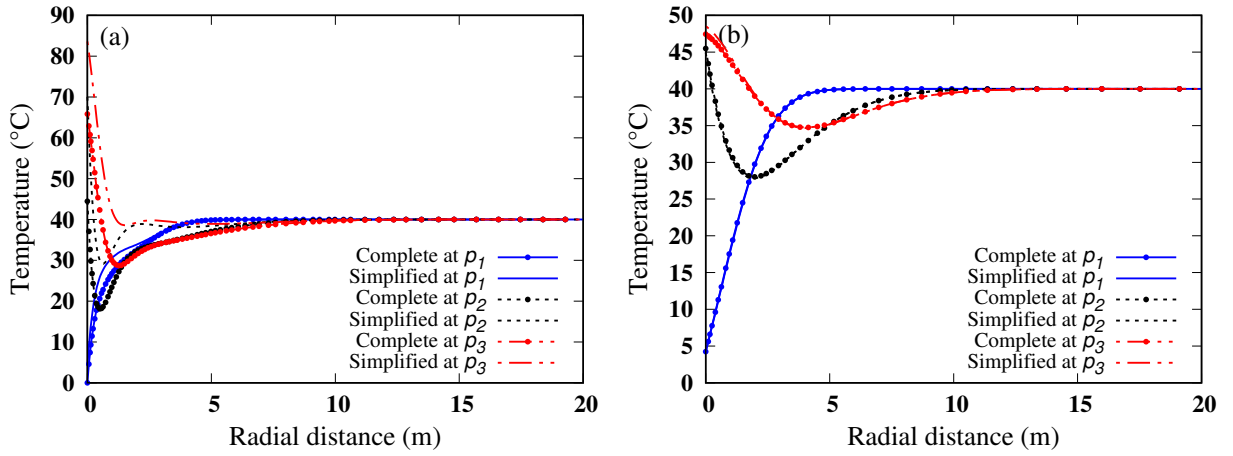 (a)
Temperature (°C)
90
80
70
60
50
40
30
20
10
0
0 5 10 15 20
Radial distance (m)
Complete at p1
Simplified at p1
Complete at p2
Simplified at p2
Complete at p3
Simplified at p3
(b)
Temperature (°C)
50
45
40
35
30
25
20
15
10
5
0
0 5 10 15 20
Radial distance (m)
Complete at p1
Simplified at p1
Complete at p2
Simplified at p2
Complete at p3
Simplified at p3